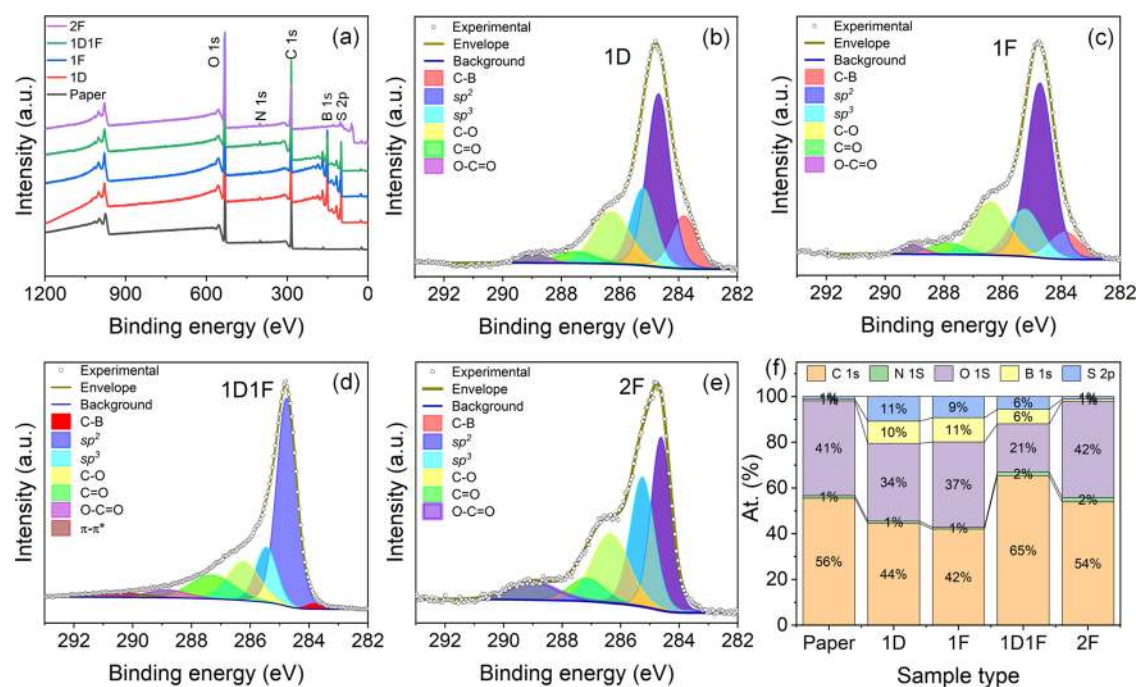 2F
1D1F
1F
1D
Paper
(a)
O 1s
N 1s
C 1s
B 1s
S 2p
Intensity (a.u.)
1200 900 600 300 0
Binding energy (eV)
Experimental
Envelope
Background
C-B
sp²
sp³
C-O
C=O
O-C=O
1D
(b)
Intensity (a.u.)
293 292 290 288 286 284 282
Binding energy (eV)
Experimental
Envelope
Background
C-B
sp²
sp³
C-O
C=O
O-C=O
1F
(c)
Intensity (a.u.)
293 292 290 288 286 284 282
Binding energy (eV)
Experimental
Envelope
Background
C-B
sp²
sp³
C-O
C=O
O-C=O
π-π*
1D1F
(d)
Intensity (a.u.)
293 292 290 288 286 284 282
Binding energy (eV)
Experimental
Envelope
Background
C-B
sp²
sp³
C-O
C=O
O-C=O
2F
(e)
Intensity (a.u.)
293 292 290 288 286 284 282
Binding energy (eV)
(f)
C 1s N 1S O 1S B 1s S 2p
At. (%)
100
80
60
40
20
0
1% 11% 9% 6% 1%
1% 10% 11% 6% 1%
41% 34% 37% 21% 42%
1% 1% 1% 2% 2%
56% 44% 42% 65% 54%
Paper 1D 1F 1D1F 2F
Sample type